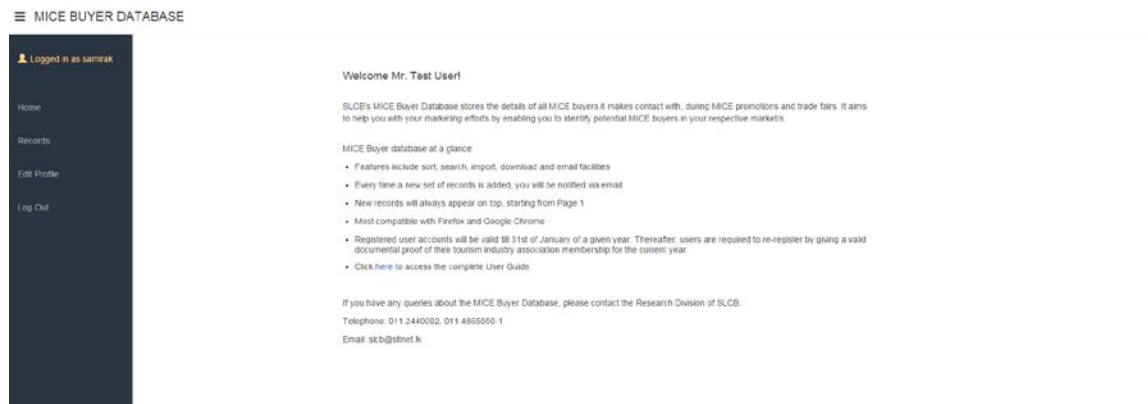 MICE BUYER DATABASE
Logged in as samirak
Home
Records
Edit Profile
Log Out
Welcome Mr. Test User!
SLCB's MICE Buyer Database stores the details of all MICE buyers it makes contact with, during MICE promotions and trade fairs. It aims
to help you with your marketing efforts by enabling you to identify potential MICE buyers in your respective market/s.
MICE Buyer database at a glance:
• Features include sort, search, import, download and email facilities
• Every time a new set of records is added, you will be notified via email
• New records will always appear on top, starting from Page 1
• Most compatible with Firefox and Google Chrome
• Registered user accounts will be valid till 31st of January of a given year. Thereafter, users are required to re-register by giving a valid
documental proof of their tourism industry association membership for the current year.
• Click here to access the complete User Guide
If you have any queries about the MICE Buyer Database, please contact the Research Division of SLCB.
Telephone: 011 2440002, 011 4865050-1
Email: slcb@sltnet.lk